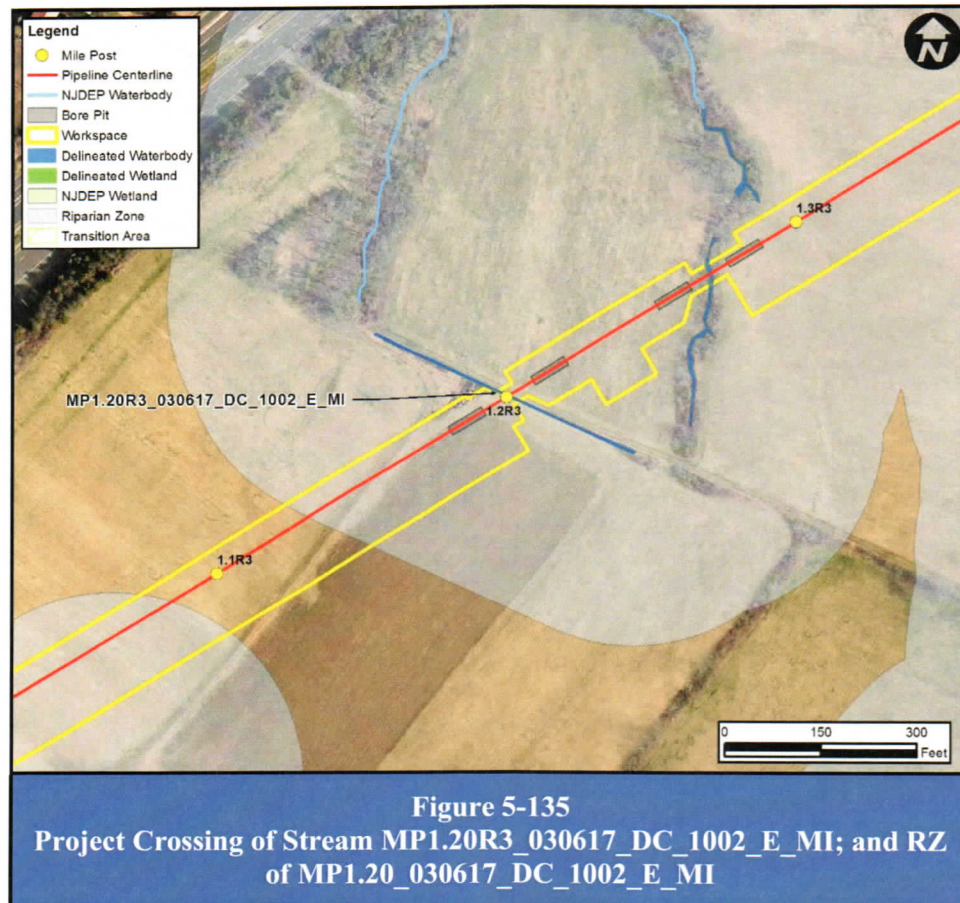 Legend
Mile Post
Pipeline Centerline
NJDEP Waterbody
Bore Pit
Workspace
Delineated Waterbody
Delineated Wetland
NJDEP Wetland
Riparian Zone
Transition Area
N
1.3R3
MP1.20R3_030617_DC_1002_E_MI
1.2R3
1.1R3
0 150 300
Feet
Figure 5-135
Project Crossing of Stream MP1.20R3_030617_DC_1002_E_MI; and RZ
of MP1.20_030617_DC_1002_E_MI